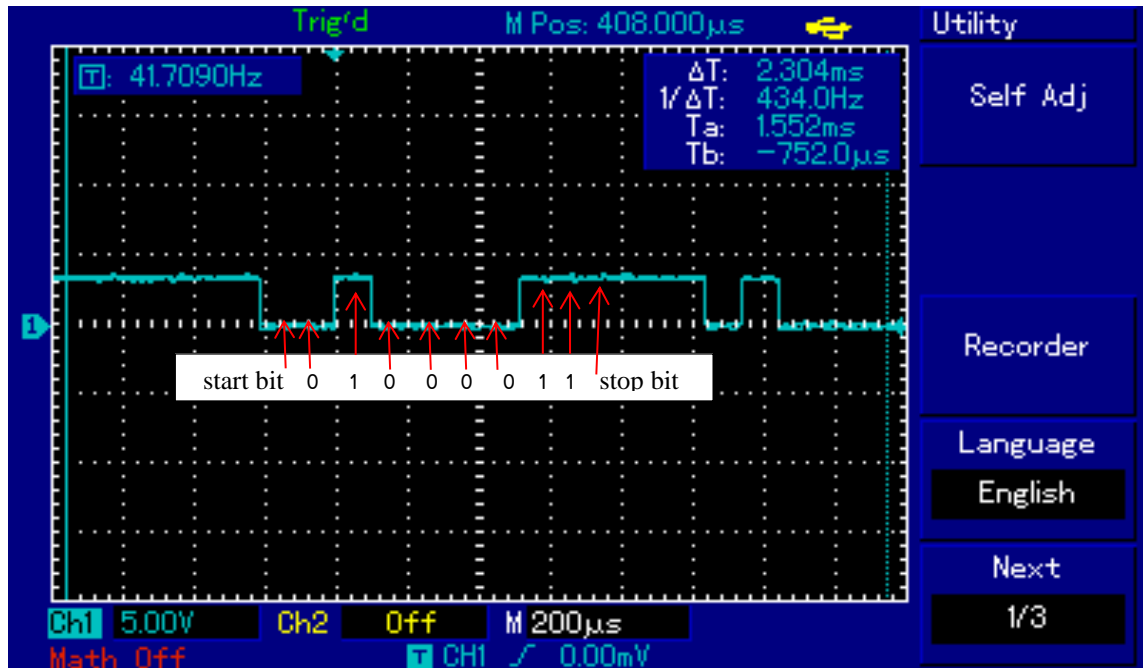 Trig'd M Pos: 408.000µs Utility
T: 41.7090Hz
ΔT: 2.304ms
1/ΔT: 434.0Hz
Ta: 1.552ms
Tb: -752.0µs
Self Adj
1
start bit 0 1 0 0 0 0 1 1 stop bit
Recorder
Language
English
Next
1/3
Ch1 5.00V Ch2 Off M 200µs
Math Off T CH1 0.00mV